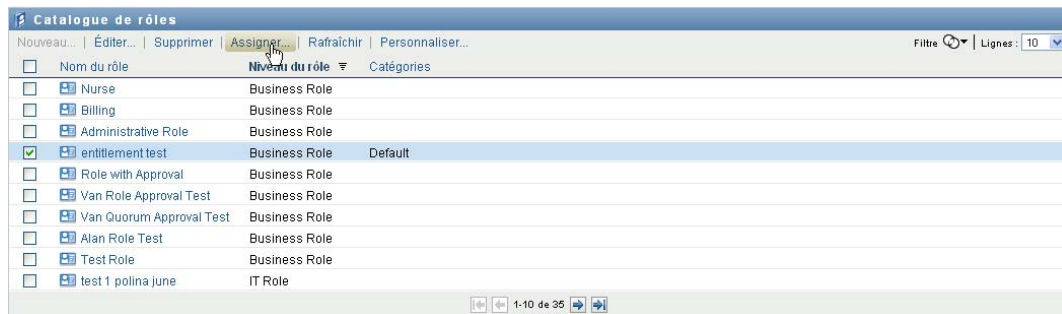 Catalogue de rôles
Nouveau... | Éditer... | Supprimer | Assigner... | Rafraîchir | Personnaliser... Filtre | Lignes : 10
Nom du rôle Niveau du rôle Catégories
Nurse Business Role
Billing Business Role
Administrative Role Business Role
entitlement test Business Role Default
Role with Approval Business Role
Van Role Approval Test Business Role
Van Quorum Approval Test Business Role
Alan Role Test Business Role
Test Role Business Role
test 1 polina june IT Role
1-10 de 35